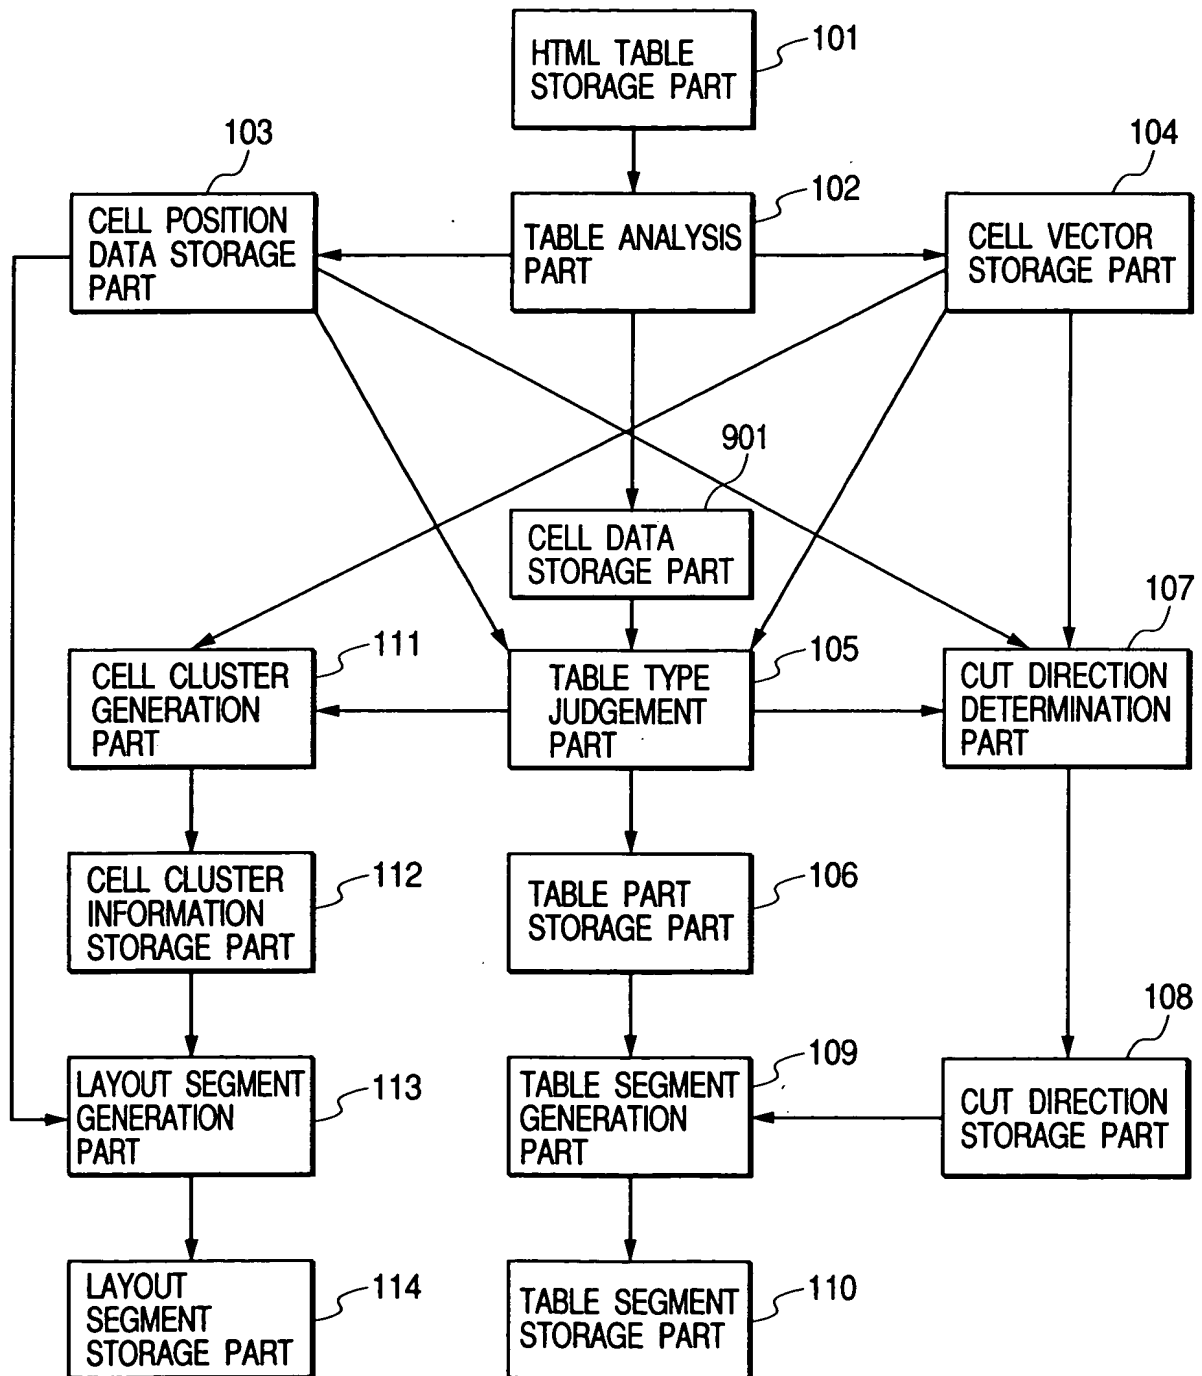 HTML TABLE
STORAGE PART
101
103
CELL POSITION
DATA STORAGE
PART
TABLE ANALYSIS
PART
102
104
CELL VECTOR
STORAGE PART
901
CELL DATA
STORAGE PART
CELL CLUSTER
GENERATION
PART
111
TABLE TYPE
JUDGEMENT
PART
105
107
CUT DIRECTION
DETERMINATION
PART
CELL CLUSTER
INFORMATION
STORAGE PART
112
TABLE PART
STORAGE PART
106
LAYOUT SEGMENT
GENERATION
PART
113
TABLE SEGMENT
GENERATION
PART
109
108
CUT DIRECTION
STORAGE PART
LAYOUT
SEGMENT
STORAGE PART
114
TABLE SEGMENT
STORAGE PART
110